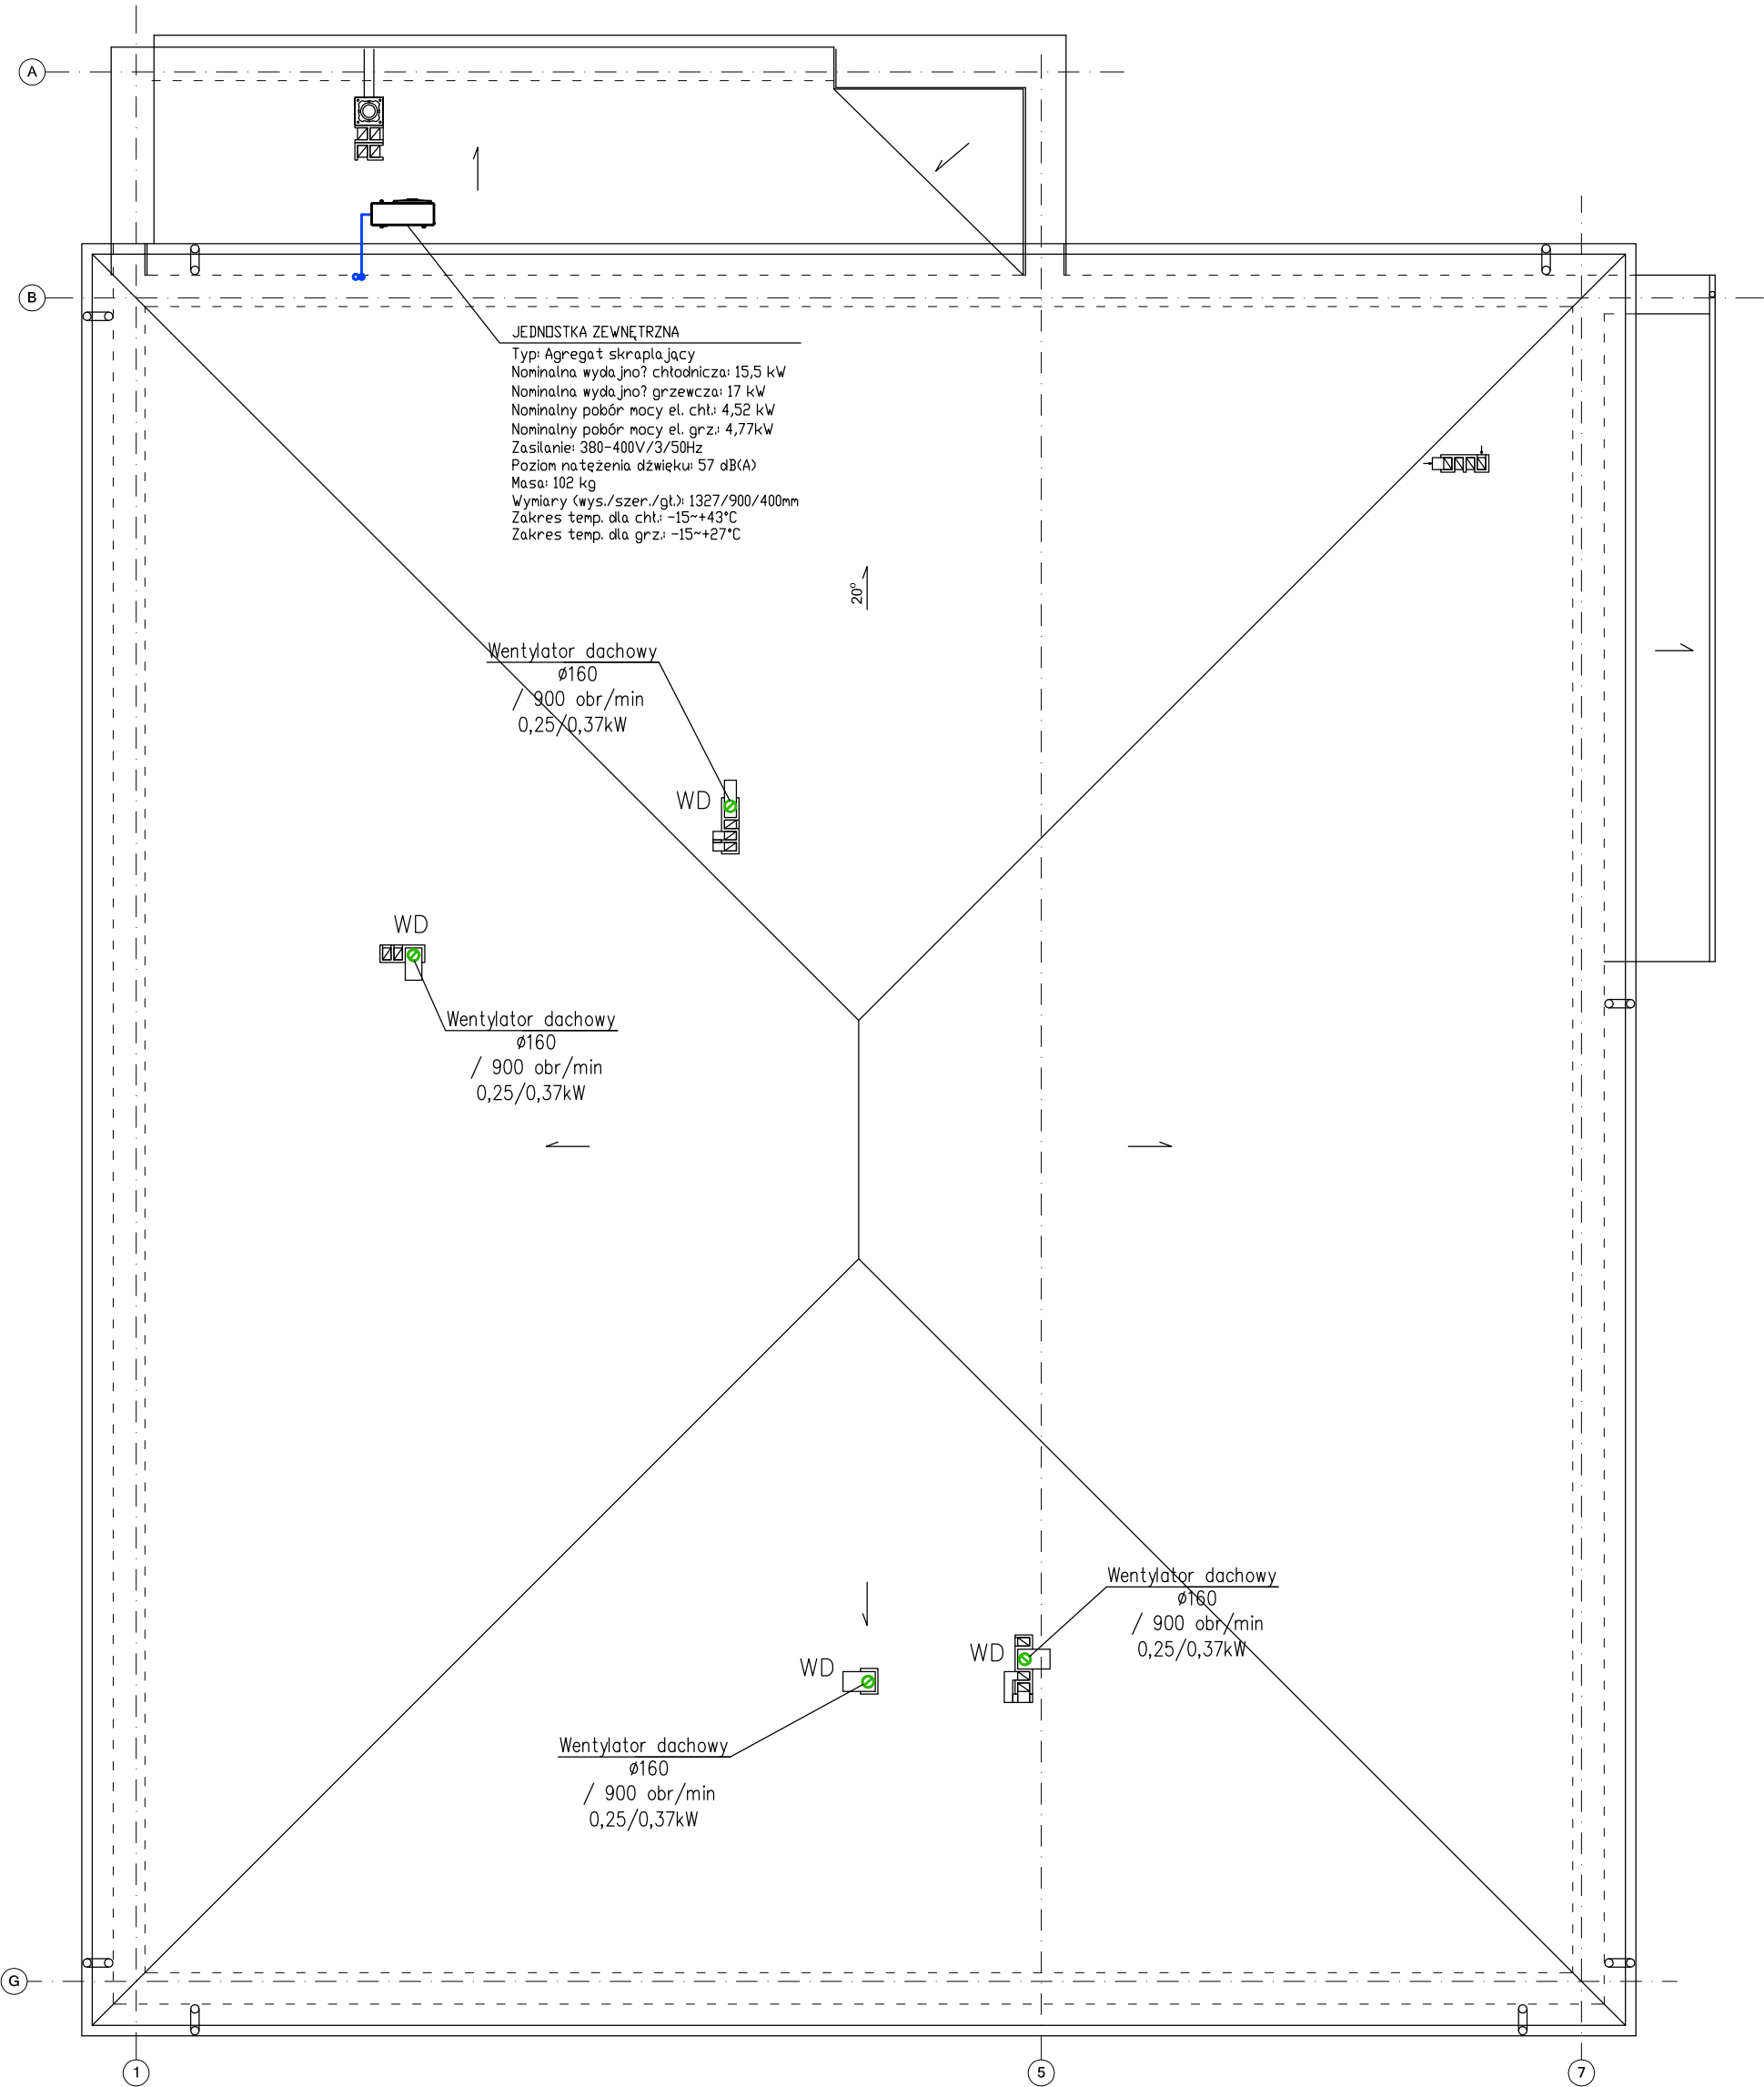 A
B
JEDNOSTKA ZEWNĘTRZNA
Typ: Agregat skraplający
Nominalna wydajno? chłodnicza: 15,5 kW
Nominalna wydajno? grzewcza: 17 kW
Nominalny pobór mocy el. chł.: 4,52 kW
Nominalny pobór mocy el. grz.: 4,77kW
Zasilanie: 380-400V/3/50Hz
Poziom natężenia dźwięku: 57 dB(A)
Masa: 102 kg
Wymiary (wys./szer./gł.): 1327/900/400mm
Zakres temp. dla chł.: -15~+43°C
Zakres temp. dla grz.: -15~+27°C
20°
Wentylator dachowy
ø160
/ 900 obr/min
0,25/0,37kW
WD
WD
Wentylator dachowy
ø160
/ 900 obr/min
0,25/0,37kW
Wentylator dachowy
ø160
/ 900 obr/min
0,25/0,37kW
WD
WD
Wentylator dachowy
ø160
/ 900 obr/min
0,25/0,37kW
G
1
5
7